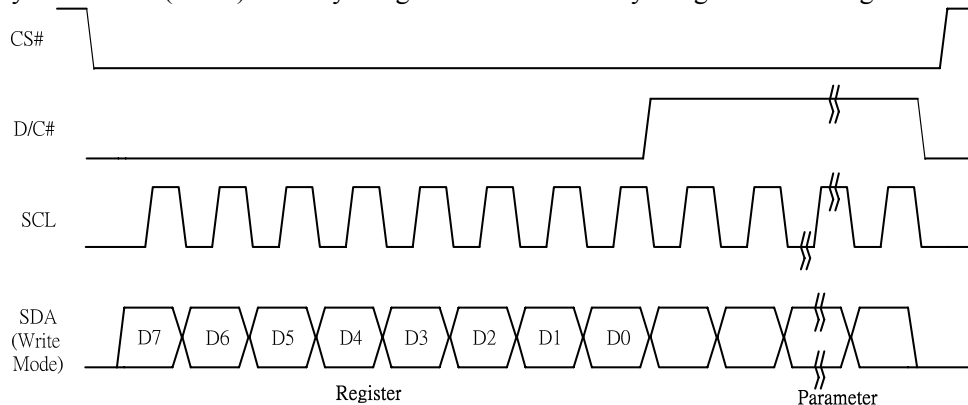 CS#
D/C#
SCL
SDA
(Write
Mode)
D7 D6 D5 D4 D3 D2 D1 D0
Register
Parameter